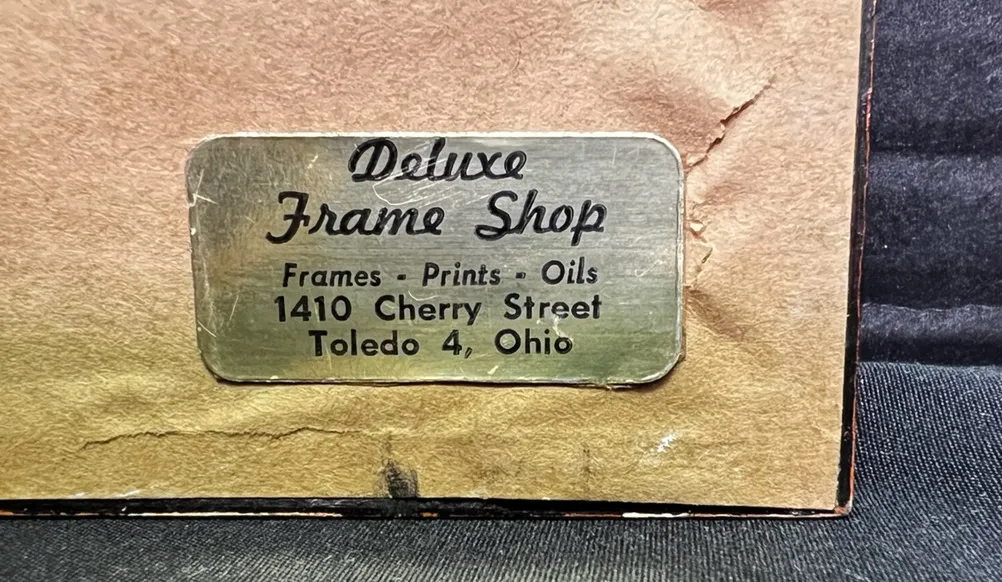 Deluxe
Frame Shop
Frames - Prints - Oils
1410 Cherry Street
Toledo 4, Ohio